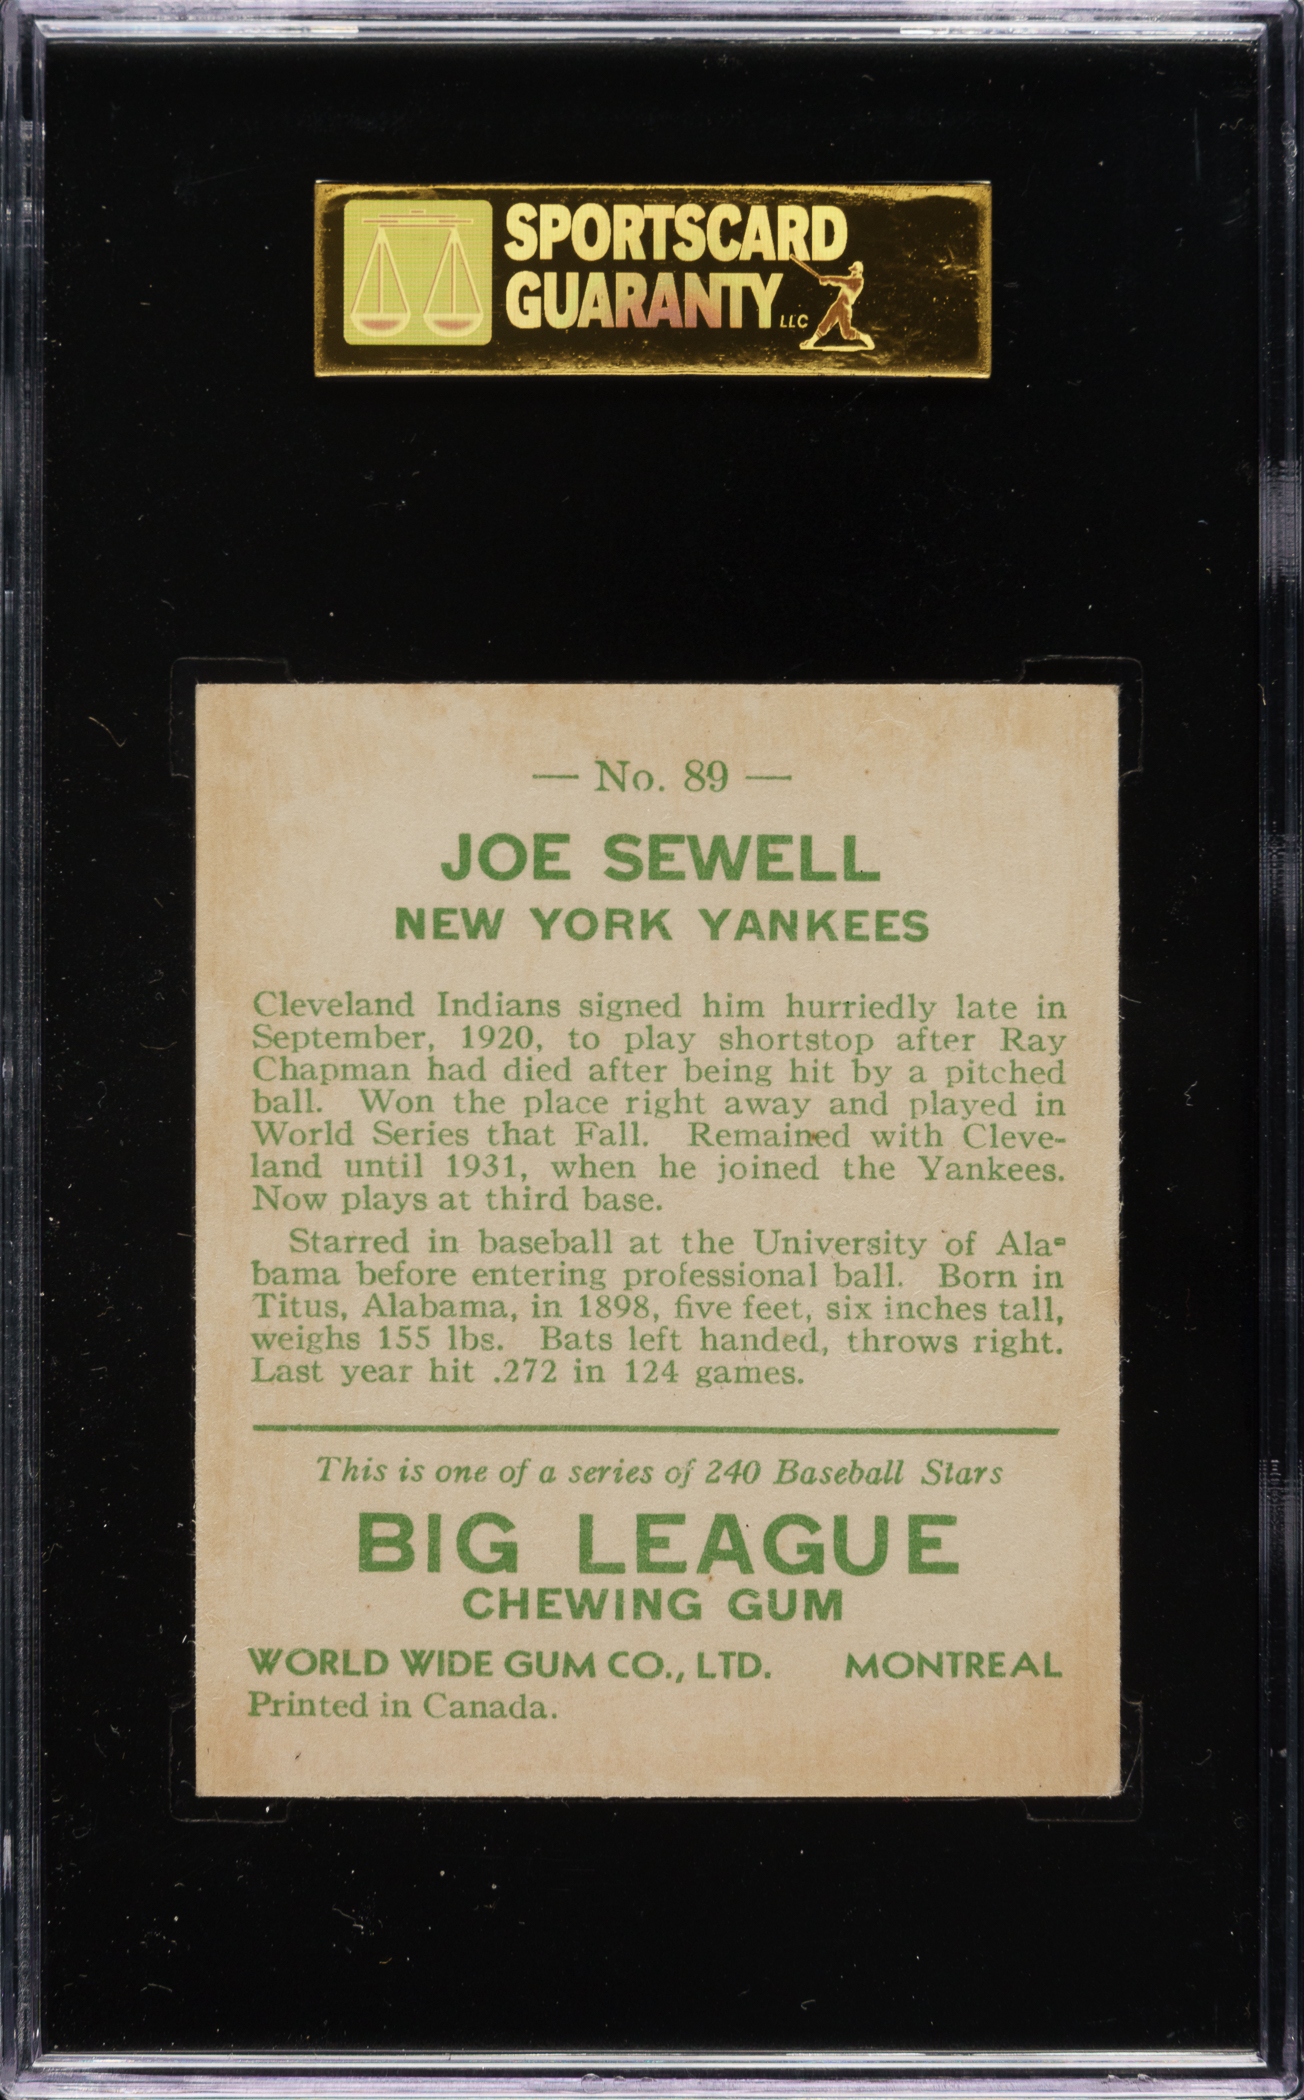 SPORTSCARD
GUARANTY LLC
— No. 89 —
JOE SEWELL
NEW YORK YANKEES
Cleveland Indians signed him hurriedly late in
September, 1920, to play shortstop after Ray
Chapman had died after being hit by a pitched
ball. Won the place right away and played in
World Series that Fall. Remained with Cleve-
land until 1931, when he joined the Yankees.
Now plays at third base.
Starred in baseball at the University of Ala-
bama before entering professional ball. Born in
Titus, Alabama, in 1898, five feet, six inches tall,
weighs 155 lbs. Bats left handed, throws right.
Last year hit .272 in 124 games.
This is one of a series of 240 Baseball Stars
BIG LEAGUE
CHEWING GUM
WORLD WIDE GUM CO., LTD. MONTREAL
Printed in Canada.